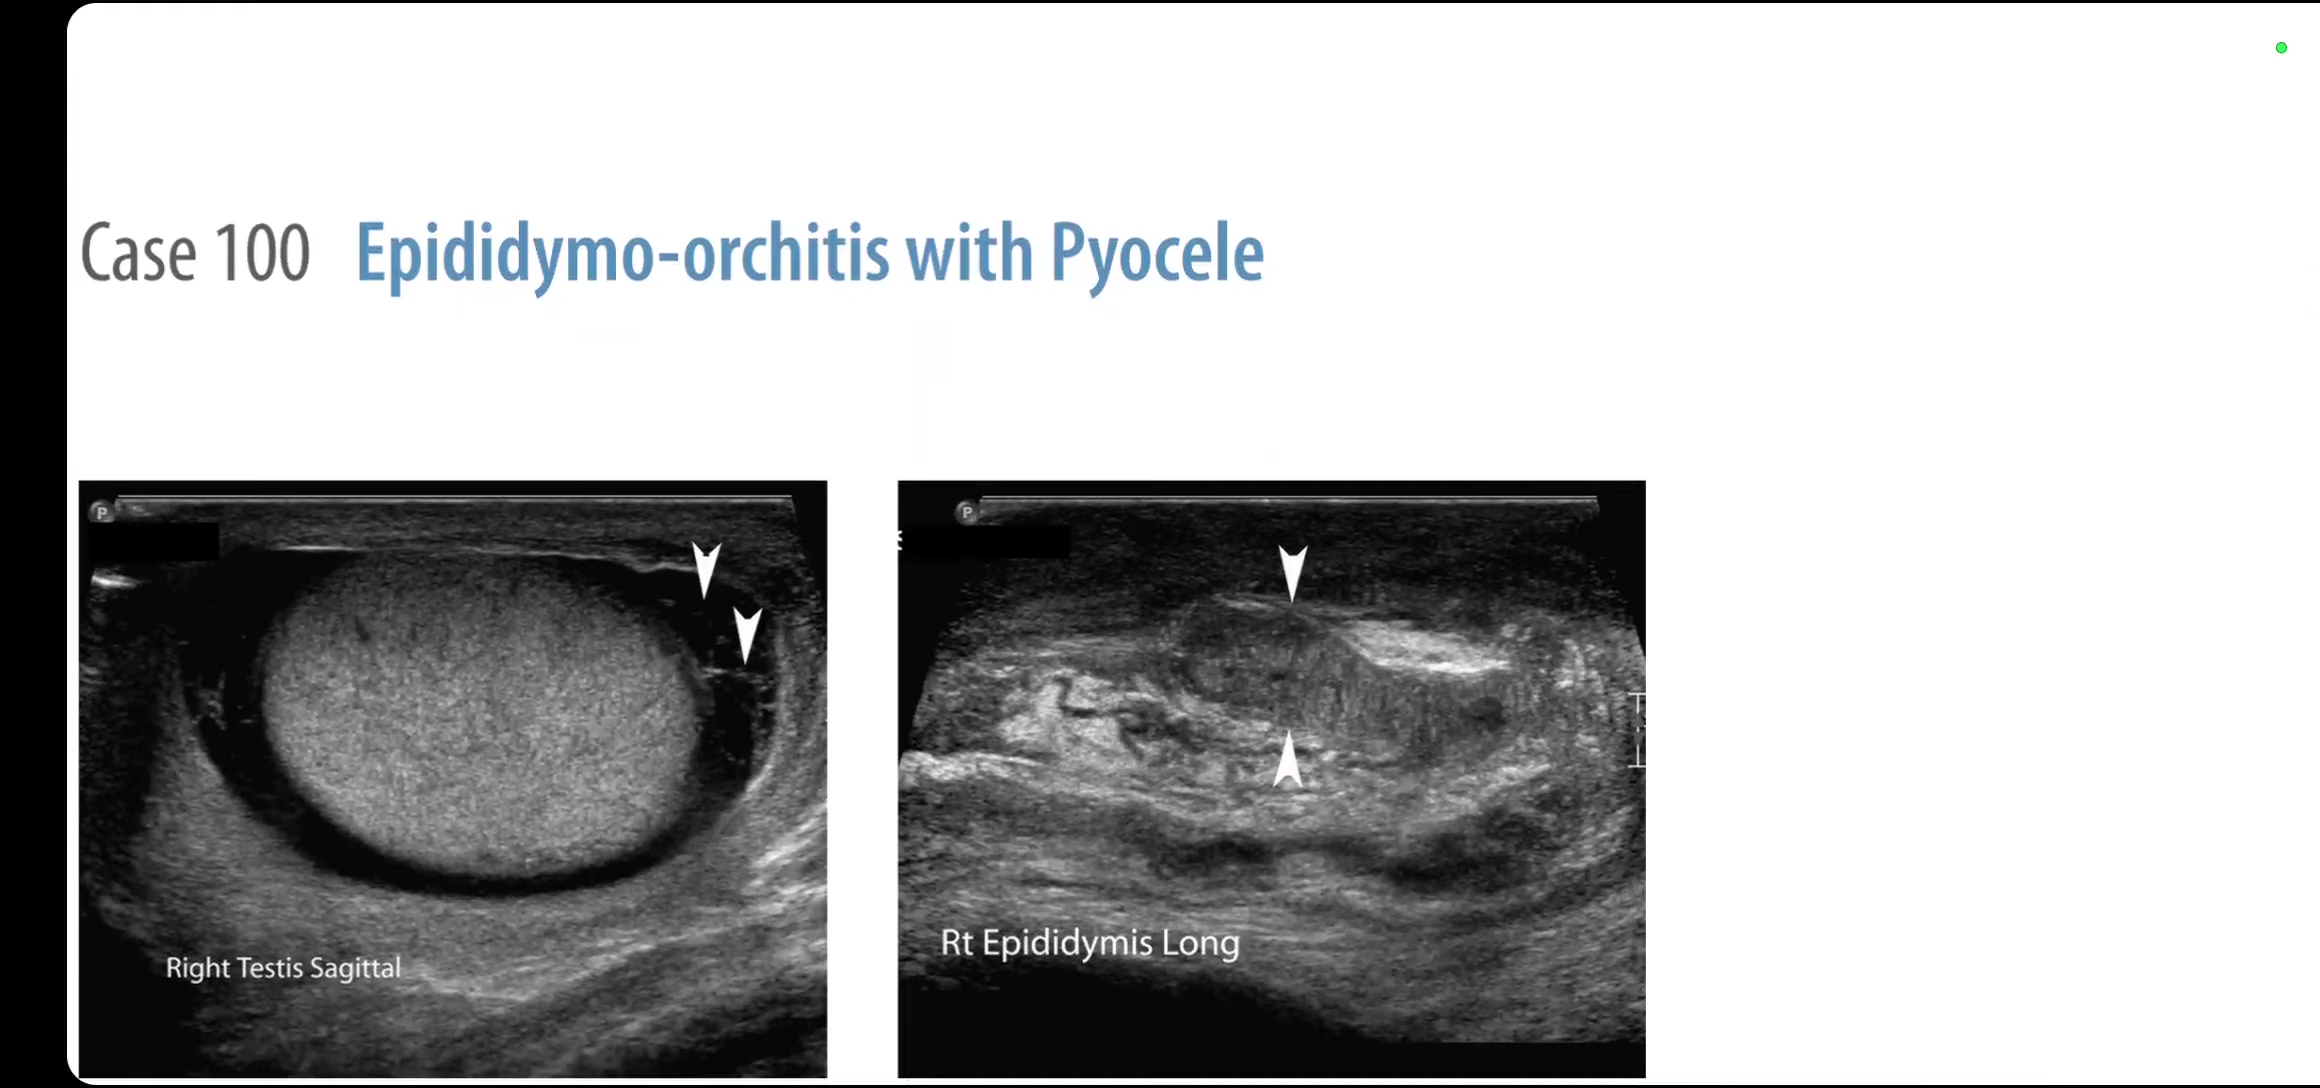 Case 100 Epididymo-orchitis with Pyocele
P
P
Right Testis Sagittal
Rt Epididymis Long